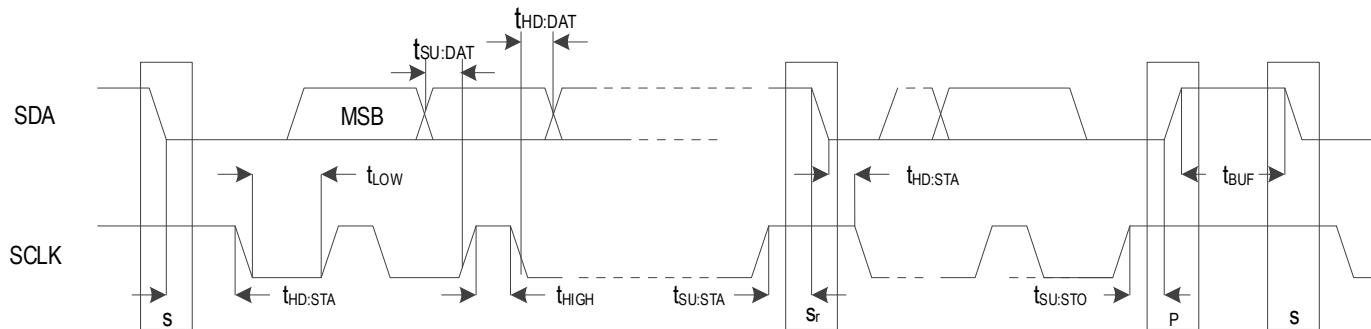 tHD:DAT
tSU:DAT
SDA
MSB
tLOW
tHD:STA
tBUF
SCLK
tHD:STA
tHIGH
tSU:STA
tSU:STO
S
Sr
P
S